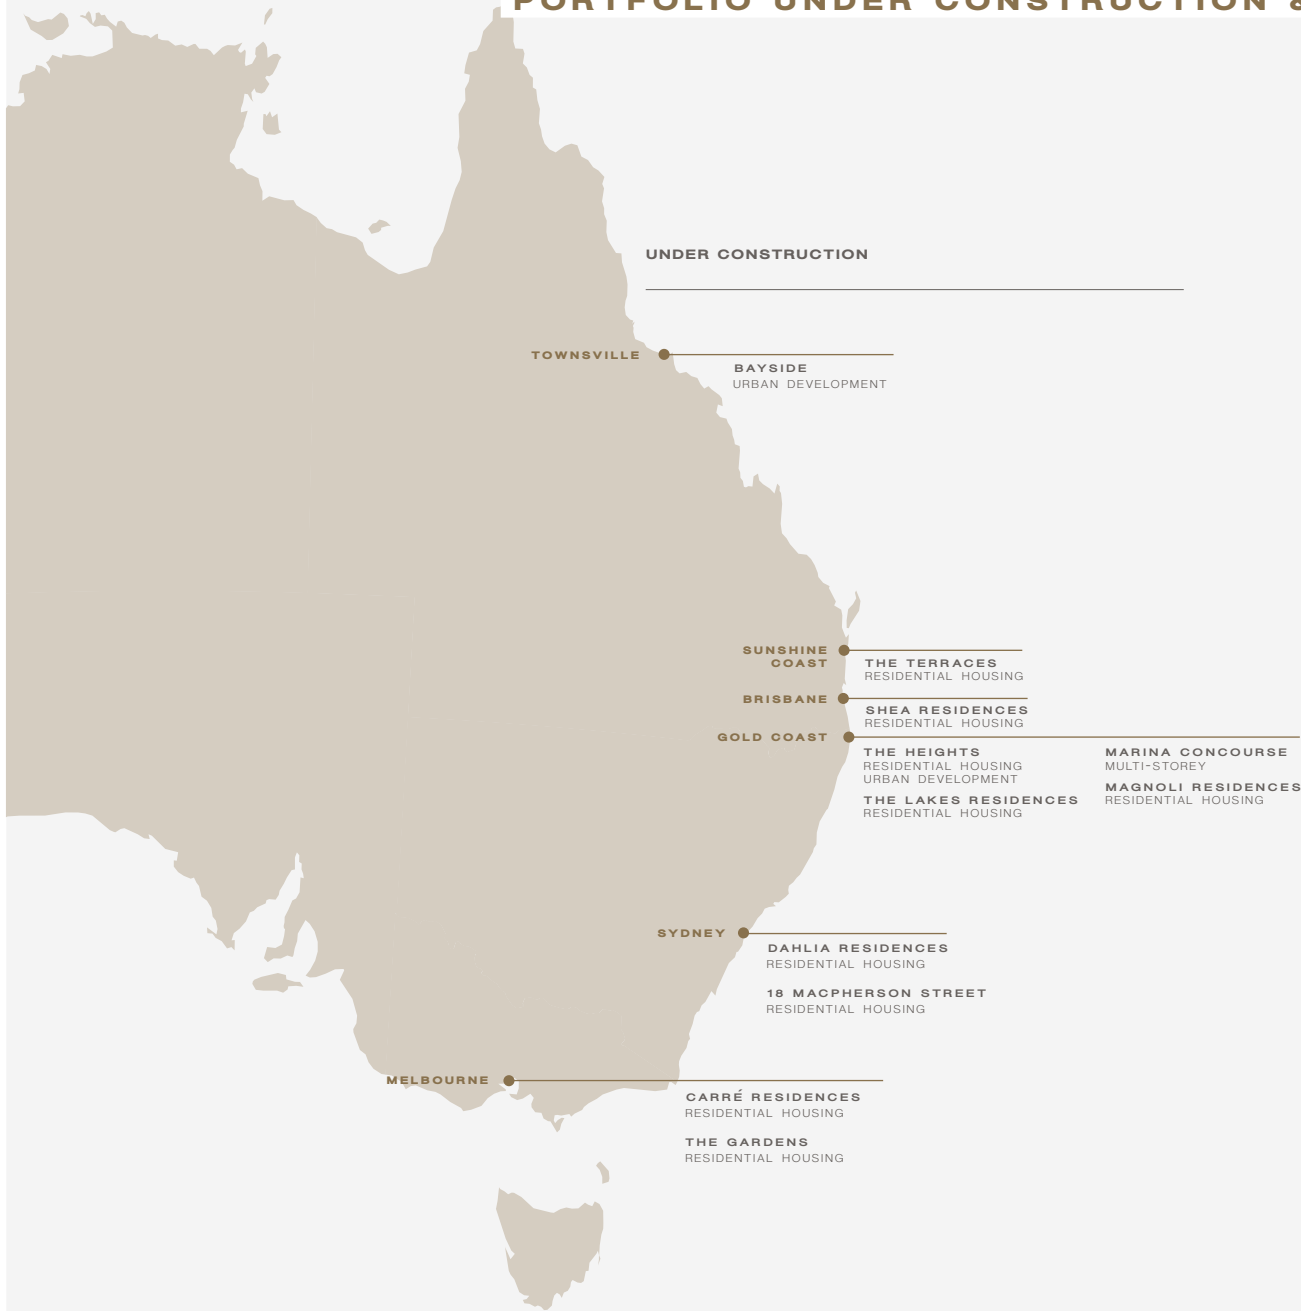 PORTFOLIO UNDER CONSTRUCTION &
UNDER CONSTRUCTION
TOWNSVILLE
BAYSIDE
URBAN DEVELOPMENT
SUNSHINE
COAST
THE TERRACES
RESIDENTIAL HOUSING
BRISBANE
SHEA RESIDENCES
RESIDENTIAL HOUSING
GOLD COAST
THE HEIGHTS
RESIDENTIAL HOUSING
URBAN DEVELOPMENT
THE LAKES RESIDENCES
RESIDENTIAL HOUSING
MARINA CONCOURSE
MULTI-STOREY
MAGNOLI RESIDENCES
RESIDENTIAL HOUSING
SYDNEY
DAHLIA RESIDENCES
RESIDENTIAL HOUSING
18 MACPHERSON STREET
RESIDENTIAL HOUSING
MELBOURNE
CARRÉ RESIDENCES
RESIDENTIAL HOUSING
THE GARDENS
RESIDENTIAL HOUSING